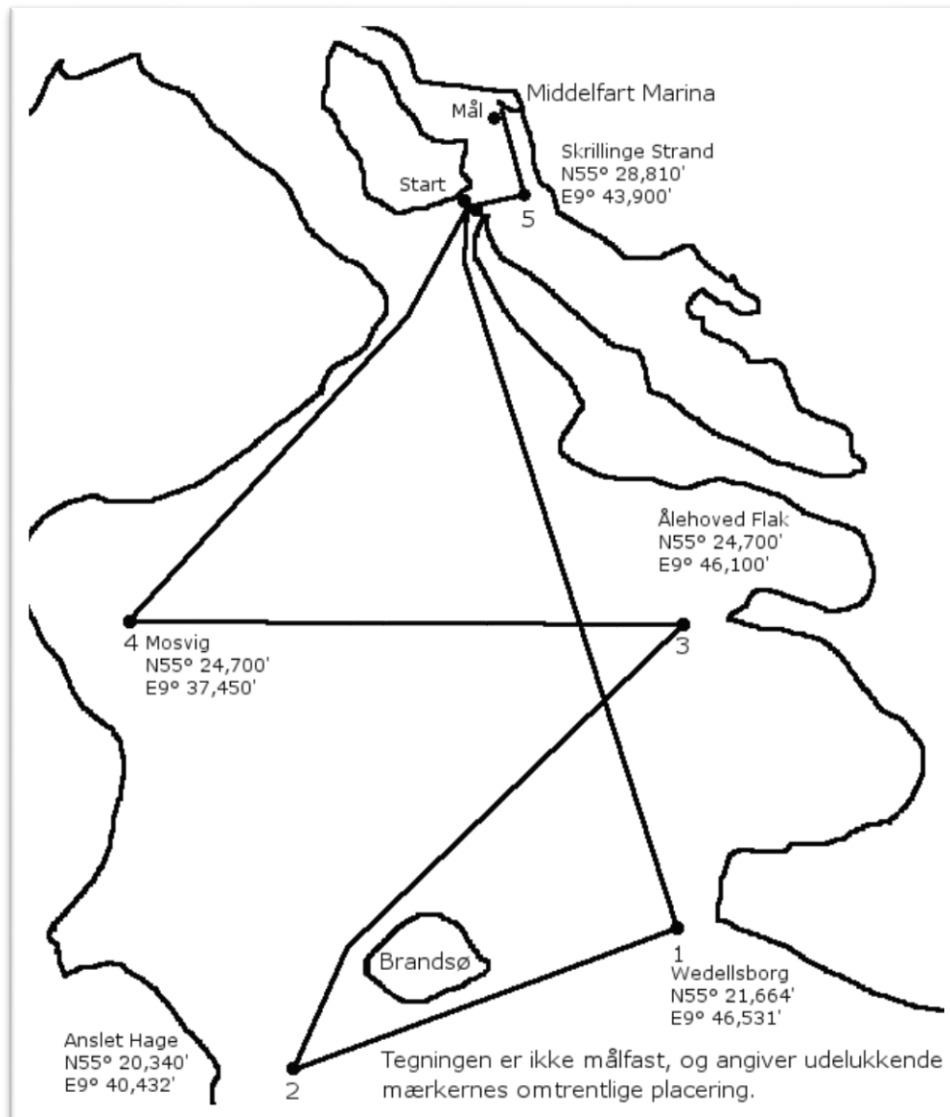 Middelfart Marina
Mål
Skrillinge Strand
N55° 28,810'
E9° 43,900'
Start
5
Ålehoved Flak
N55° 24,700'
E9° 46,100'
4 Mosvig
N55° 24,700'
E9° 37,450'
3
Brandsø
1
Wedellsborg
N55° 21,664'
E9° 46,531'
Anslet Hage
N55° 20,340'
E9° 40,432'
2
Tegningen er ikke målfast, og angiver udelukkende
mærkernes omtrentlige placering.